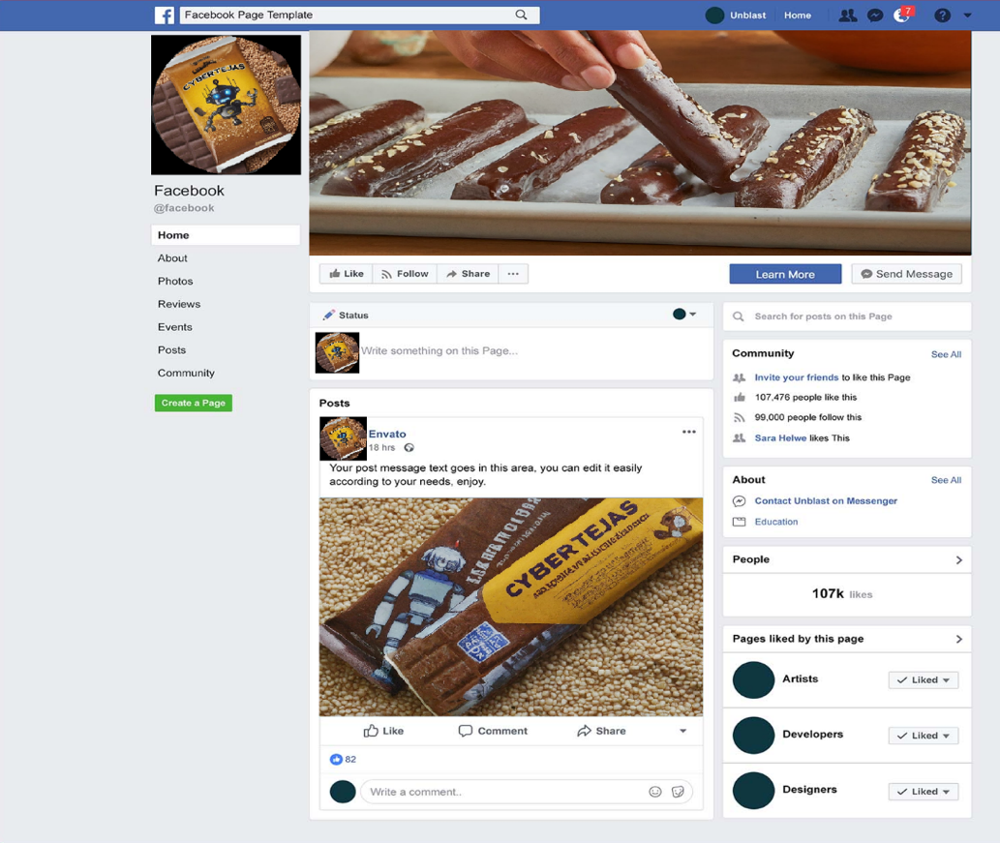 Facebook Page Template
Unblast
Home
7
CYBERTEJAS
Facebook
@facebook
Home
About
Photos
Reviews
Events
Posts
Community
Create a Page
Like
Follow
Share
Learn More
Send Message
Status
Write something on this Page...
Posts
Envato
18 hrs
Your post message text goes in this area, you can edit it easily
according to your needs, enjoy.
CYBERTEJAS
Like
Comment
Share
82
Write a comment..
Search for posts on this Page
Community
See All
Invite your friends to like this Page
107,476 people like this
99,000 people follow this
Sara Helwe likes This
About
See All
Contact Unblast on Messenger
Education
People
107k likes
Pages liked by this page
Artists
Liked
Developers
Liked
Designers
Liked